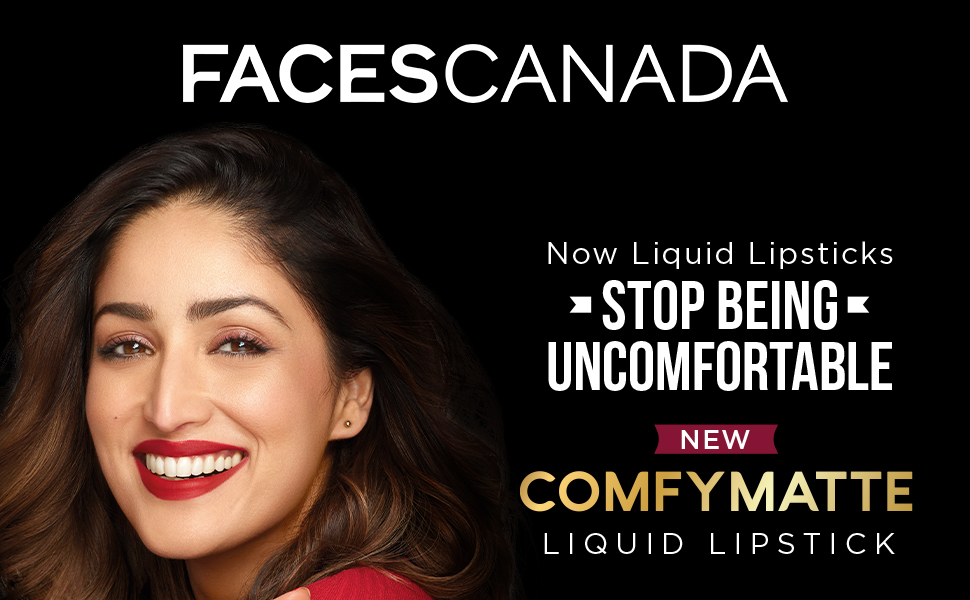 FACESCANADA
Now Liquid Lipsticks
STOP BEING
UNCOMFORTABLE
NEW
COMFYMATTE
LIQUID LIPSTICK